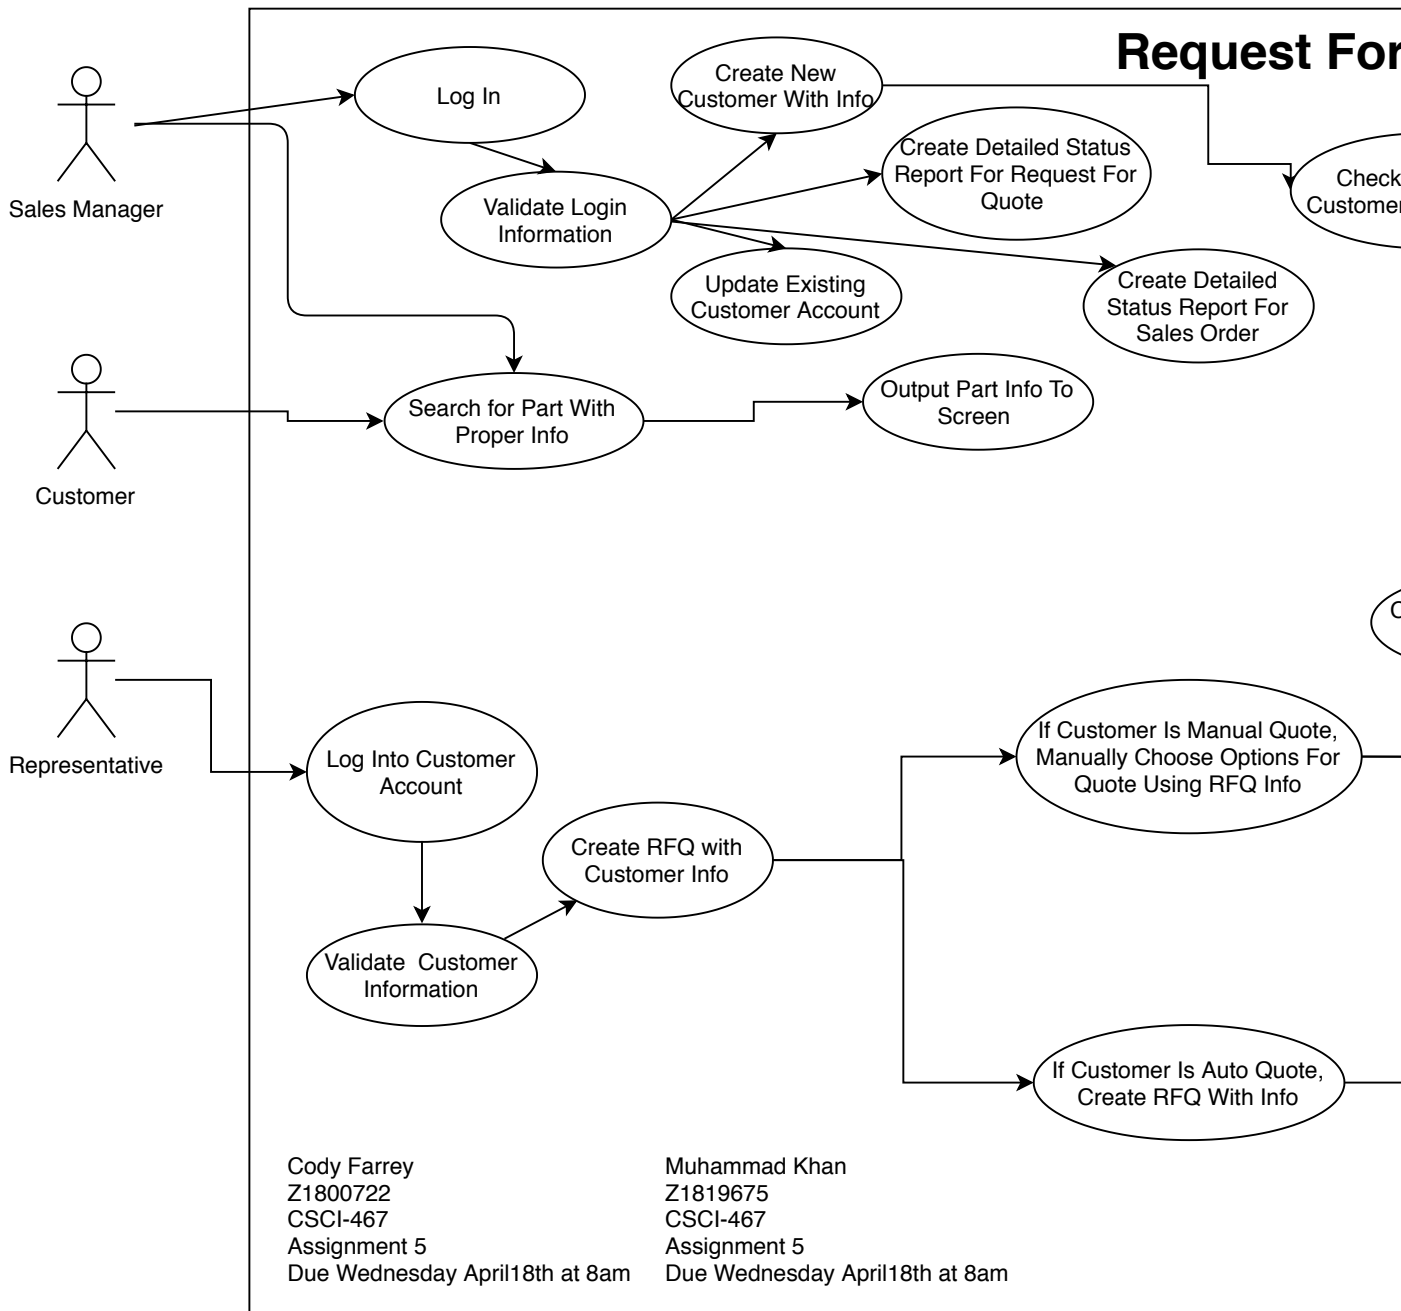 Request For
Sales Manager
Log In
Create New
Customer With Info
Create Detailed Status
Report For Request For
Quote
Check
Customer
Validate Login
Information
Update Existing
Customer Account
Create Detailed
Status Report For
Sales Order
Customer
Search for Part With
Proper Info
Output Part Info To
Screen
Representative
Log Into Customer
Account
Validate  Customer
Information
Create RFQ with
Customer Info
If Customer Is Manual Quote,
Manually Choose Options For
Quote Using RFQ Info
If Customer Is Auto Quote,
Create RFQ With Info
Cody Farrey
Z1800722
CSCI-467
Assignment 5
Due Wednesday April18th at 8am
Muhammad Khan
Z1819675
CSCI-467
Assignment 5
Due Wednesday April18th at 8am